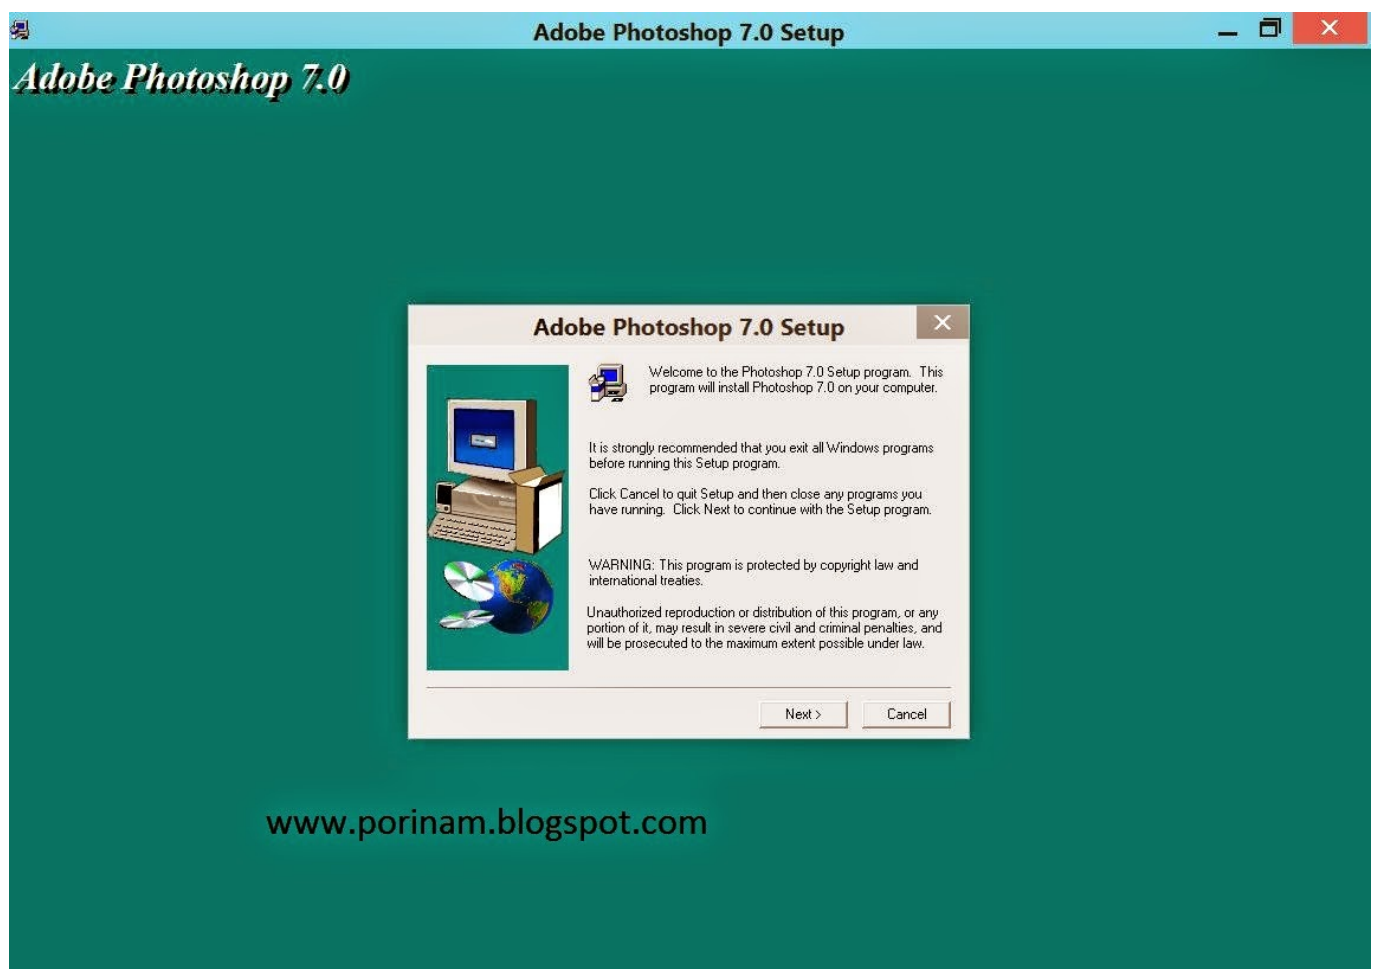 Adobe Photoshop 7.0 Setup
Adobe Photoshop 7.0
Adobe Photoshop 7.0 Setup
Welcome to the Photoshop 7.0 Setup program. This
program will install Photoshop 7.0 on your computer.
It is strongly recommended that you exit all Windows programs
before running this Setup program.
Click Cancel to quit Setup and then close any programs you
have running. Click Next to continue with the Setup program.
WARNING: This program is protected by copyright law and
international treaties.
Unauthorized reproduction or distribution of this program, or any
portion of it, may result in severe civil and criminal penalties, and
will be prosecuted to the maximum extent possible under law.
Next >
Cancel
www.porinam.blogspot.com